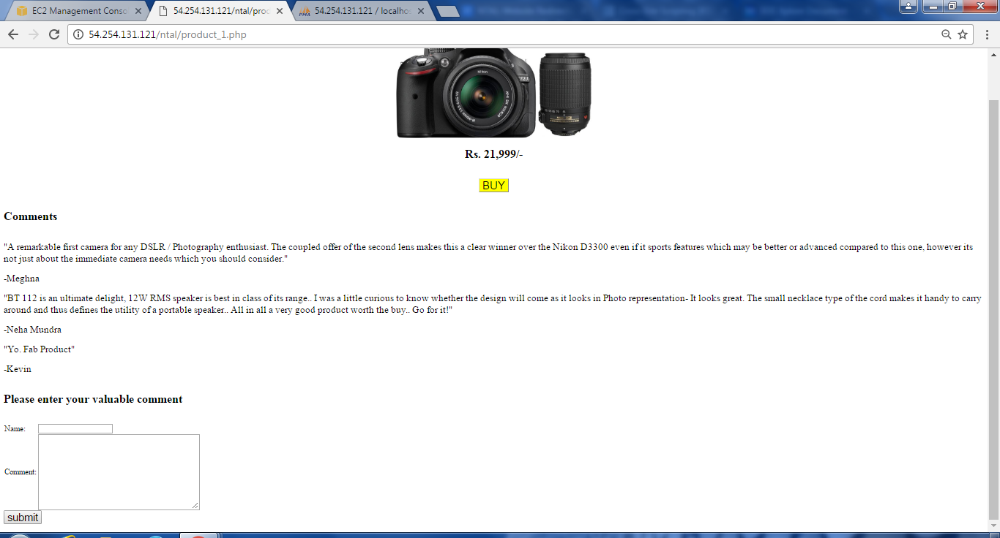 EC2 Management Conso
54.254.131.121/ntal/prod
54.254.131.121 / localhos
54.254.131.121/ntal/product_1.php
Nikon
Rs. 21,999/-
BUY
Comments
"A remarkable first camera for any DSLR / Photography enthusiast. The coupled offer of the second lens makes this a clear winner over the Nikon D3300 even if it sports features which may be better or advanced compared to this one, however its
not just about the immediate camera needs which you should consider."
-Meghna
"BT 112 is an ultimate delight, 12W RMS speaker is best in class of its range.. I was a little curious to know whether the design will come as it looks in Photo representation- It looks great. The small necklace type of the cord makes it handy to carry
around and thus defines the utility of a portable speaker.. All in all a very good product worth the buy.. Go for it!"
-Neha Mundra
"Yo. Fab Product"
-Kevin
Please enter your valuable comment
Name:
Comment:
submit